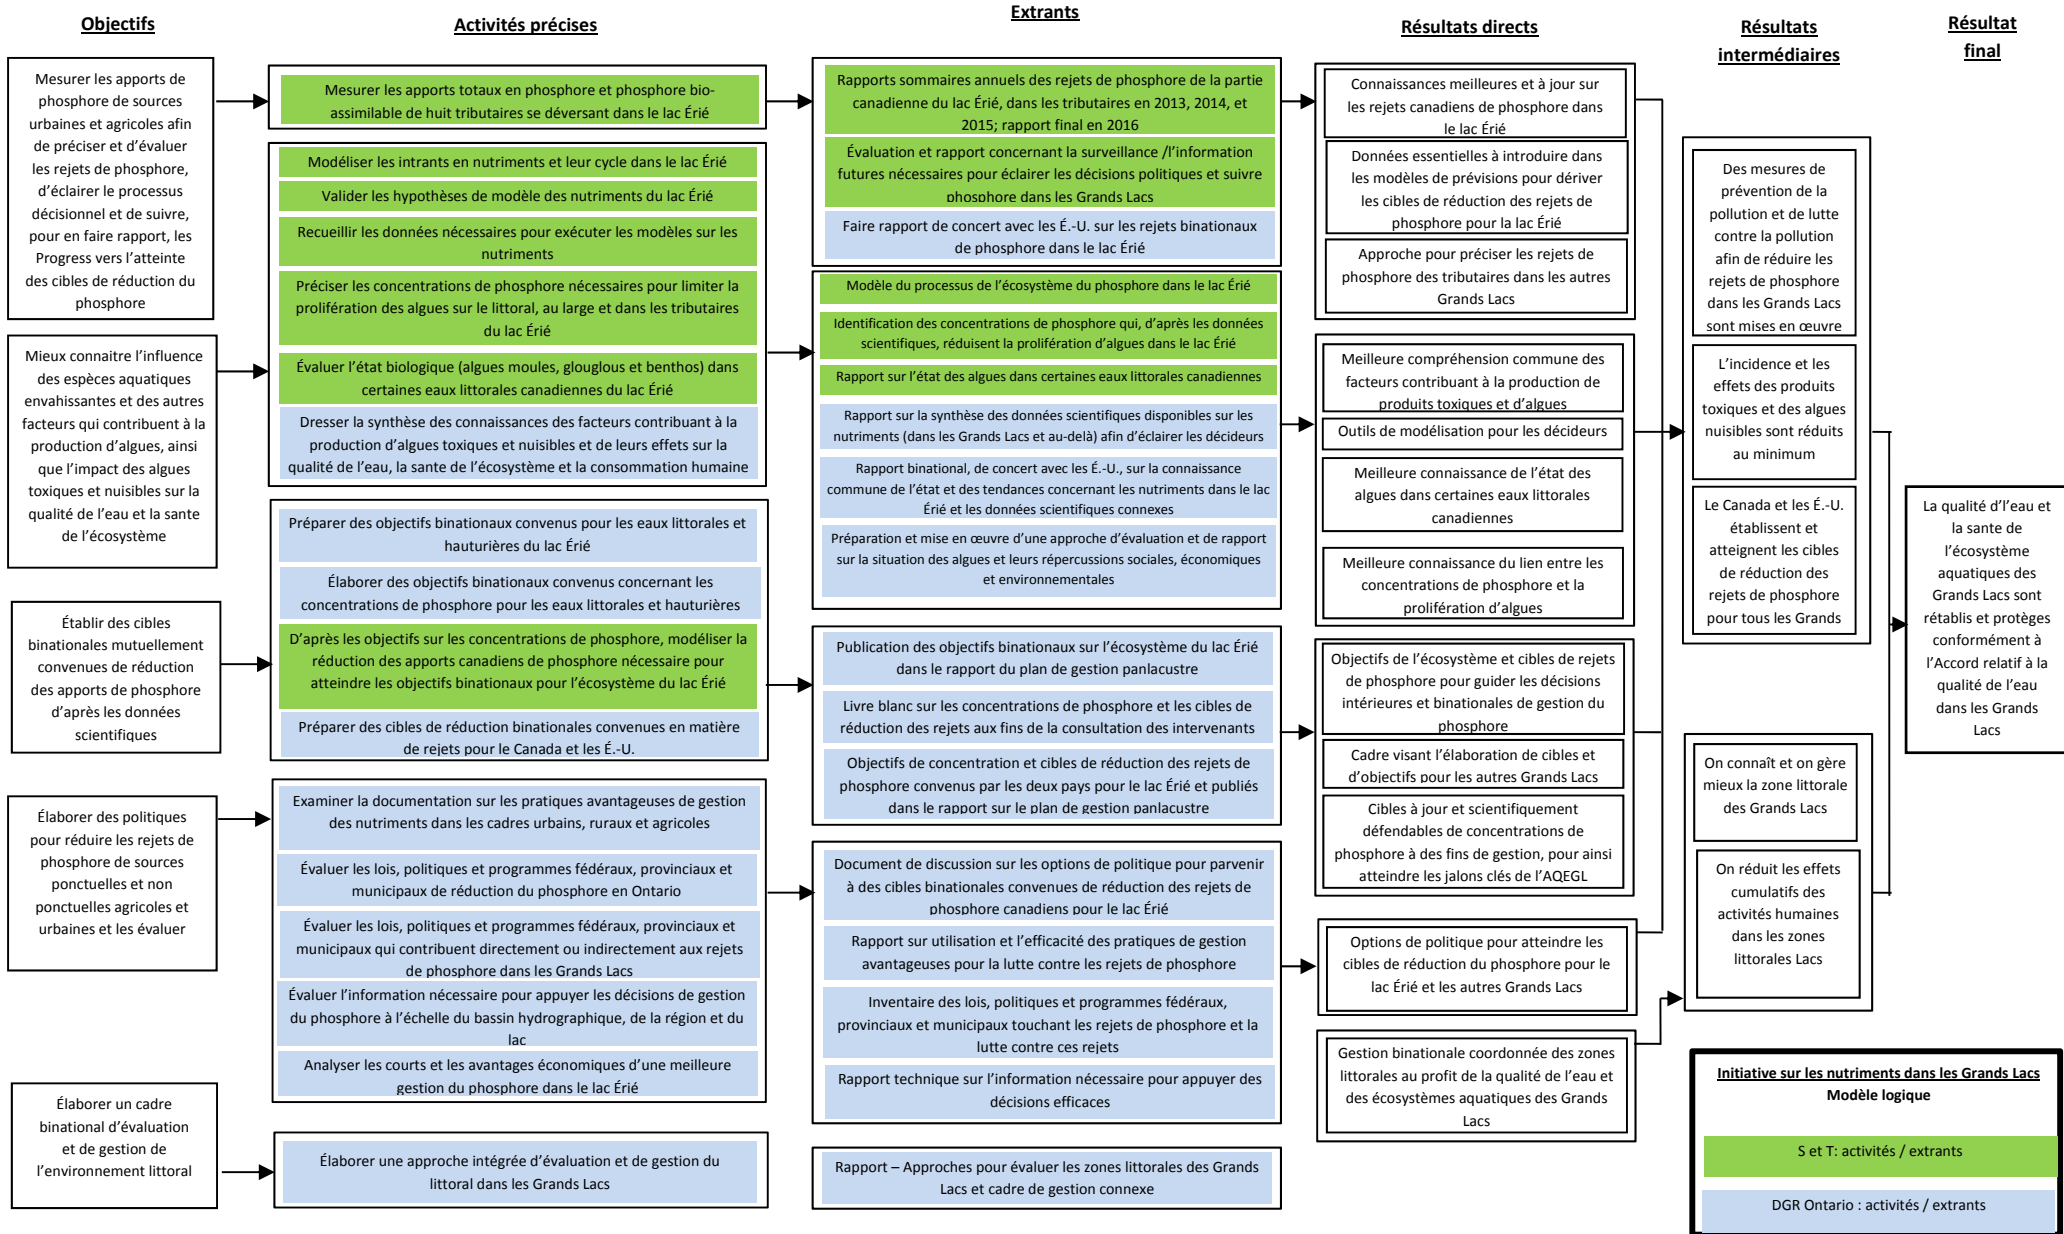 Objectifs
Mesurer les apports de
phosphore de sources
urbaines et agricoles afin
de préciser et d’évaluer
les rejets de phosphore,
d’éclairer le processus
décisionnel et de suivre,
pour en faire rapport, les
Progress vers l’atteinte
des cibles de réduction du
phosphore
Mieux connaitre l’influence
des espèces aquatiques
envahissantes et des autres
facteurs qui contribuent à la
production d’algues, ainsi
que l’impact des algues
toxiques et nuisibles sur la
qualité de l’eau et la sante
de l’écosystème
Établir des cibles
binationales mutuellement
convenues de réduction
des apports de phosphore
d’après les données
scientifiques
Élaborer des politiques
pour réduire les rejets de
phosphore de sources
ponctuelles et non
ponctuelles agricoles et
urbaines et les évaluer
Élaborer un cadre
binational d’évaluation
et de gestion de
l’environnement littoral
Activités précises
Mesurer les apports totaux en phosphore et phosphore bio-
assimilable de huit tributaires se déversant dans le lac Érié
Modéliser les intrants en nutriments et leur cycle dans le lac Érié
Valider les hypothèses de modèle des nutriments du lac Érié
Recueillir les données nécessaires pour exécuter les modèles sur les
nutriments
Préciser les concentrations de phosphore nécessaires pour limiter la
prolifération des algues sur le littoral, au large et dans les tributaires
du lac Érié
Évaluer l’état biologique (algues moules, glouglous et benthos) dans
certaines eaux littorales canadiennes du lac Érié
Dresser la synthèse des connaissances des facteurs contribuant à la
production d’algues toxiques et nuisibles et de leurs effets sur la
qualité de l’eau, la sante de l’écosystème et la consommation humaine
Préparer des objectifs binationaux convenus pour les eaux littorales et
hauturières du lac Érié
Élaborer des objectifs binationaux convenus concernant les
concentrations de phosphore pour les eaux littorales et hauturières
D’après les objectifs sur les concentrations de phosphore, modéliser la
réduction des apports canadiens de phosphore nécessaire pour
atteindre les objectifs binationaux pour l’écosystème du lac Érié
Préparer des cibles de réduction binationales convenues en matière
de rejets pour le Canada et les É.-U.
Examiner la documentation sur les pratiques avantageuses de gestion
des nutriments dans les cadres urbains, ruraux et agricoles
Évaluer les lois, politiques et programmes fédéraux, provinciaux et
municipaux de réduction du phosphore en Ontario
Évaluer les lois, politiques et programmes fédéraux, provinciaux et
municipaux qui contribuent directement ou indirectement aux rejets
de phosphore dans les Grands Lacs
Évaluer l’information nécessaire pour appuyer les décisions de gestion
du phosphore à l’échelle du bassin hydrographique, de la région et du
lac
Analyser les courts et les avantages économiques d’une meilleure
gestion du phosphore dans le lac Érié
Élaborer une approche intégrée d’évaluation et de gestion du
littoral dans les Grands Lacs
Extrants
Rapports sommaires annuels des rejets de phosphore de la partie
canadienne du lac Érié, dans les tributaires en 2013, 2014, et
2015; rapport final en 2016
Évaluation et rapport concernant la surveillance /l’information
futures nécessaires pour éclairer les décisions politiques et suivre
phosphore dans les Grands Lacs
Faire rapport de concert avec les É.-U. sur les rejets binationaux
de phosphore dans le lac Érié
Modèle du processus de l’écosystème du phosphore dans le lac Érié
Identification des concentrations de phosphore qui, d’après les données
scientifiques, réduisent la prolifération d’algues dans le lac Érié
Rapport sur l’état des algues dans certaines eaux littorales canadiennes
Rapport sur la synthèse des données scientifiques disponibles sur les
nutriments (dans les Grands Lacs et au-delà) afin d’éclairer les décideurs
Rapport binational, de concert avec les É.-U., sur la connaissance
commune de l’état et des tendances concernant les nutriments dans le lac
Érié et les données scientifiques connexes
Préparation et mise en œuvre d’une approche d’évaluation et de rapport
sur la situation des algues et leurs répercussions sociales, économiques
et environnementales
Publication des objectifs binationaux sur l’écosystème du lac Érié
dans le rapport du plan de gestion panlacustre
Livre blanc sur les concentrations de phosphore et les cibles de
réduction des rejets aux fins de la consultation des intervenants
Objectifs de concentration et cibles de réduction des rejets de
phosphore convenus par les deux pays pour le lac Érié et publiés
dans le rapport sur le plan de gestion panlacustre
Document de discussion sur les options de politique pour parvenir
à des cibles binationales convenues de réduction des rejets de
phosphore canadiens pour le lac Érié
Rapport sur utilisation et l’efficacité des pratiques de gestion
avantageuses pour la lutte contre les rejets de phosphore
Inventaire des lois, politiques et programmes fédéraux,
provinciaux et municipaux touchant les rejets de phosphore et la
lutte contre ces rejets
Rapport technique sur l’information nécessaire pour appuyer des
décisions efficaces
Rapport – Approches pour évaluer les zones littorales des Grands
Lacs et cadre de gestion connexe
Résultats directs
Connaissances meilleures et à jour sur
les rejets canadiens de phosphore dans
le lac Érié
Données essentielles à introduire dans
les modèles de prévisions pour dériver
les cibles de réduction des rejets de
phosphore pour la lac Érié
Approche pour préciser les rejets de
phosphore des tributaires dans les autres
Grands Lacs
Meilleure compréhension commune des
facteurs contribuant à la production de
produits toxiques et d’algues
Outils de modélisation pour les décideurs
Meilleure connaissance de l’état des
algues dans certaines eaux littorales
canadiennes
Meilleure connaissance du lien entre les
concentrations de phosphore et la
prolifération d’algues
Objectifs de l’écosystème et cibles de rejets
de phosphore pour guider les décisions
intérieures et binationales de gestion du
phosphore
Cadre visant l’élaboration de cibles et
d’objectifs pour les autres Grands Lacs
Cibles à jour et scientifiquement
défendables de concentrations de
phosphore à des fins de gestion, pour ainsi
atteindre les jalons clés de l’AQEGL
Options de politique pour atteindre les
cibles de réduction du phosphore pour le
lac Érié et les autres Grands Lacs
Gestion binationale coordonnée des zones
littorales au profit de la qualité de l’eau et
des écosystèmes aquatiques des Grands
Lacs
Résultats
intermédiaires
Des mesures de
prévention de la
pollution et de lutte
contre la pollution
afin de réduire les
rejets de phosphore
dans les Grands Lacs
sont mises en œuvre
L’incidence et les
effets des produits
toxiques et des algues
nuisibles sont réduits
au minimum
Le Canada et les É.-U.
établissent et
atteignent les cibles
de réduction des
rejets de phosphore
pour tous les Grands
On connaît et on gère
mieux la zone littorale
des Grands Lacs
On réduit les effets
cumulatifs des
activités humaines
dans les zones
littorales Lacs
Résultat
final
La qualité d’l’eau et
la sante de
l’écosystème
aquatiques des
Grands Lacs sont
rétablis et protèges
conformément à
l’Accord relatif à la
qualité de l’eau
dans les Grands
Lacs
Initiative sur les nutriments dans les Grands Lacs
Modèle logique
S et T: activités / extrants
DGR Ontario : activités / extrants